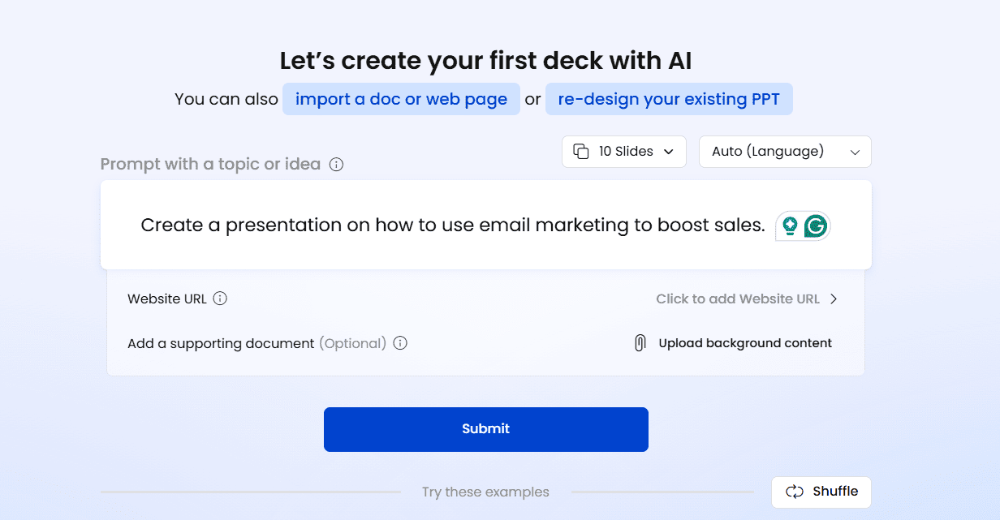 Let’s create your first deck with AI
You can also import a doc or web page or re-design your existing PPT
10 Slides
Auto (Language)
Prompt with a topic or idea
Create a presentation on how to use email marketing to boost sales.
Website URL
Click to add Website URL
Add a supporting document (Optional)
Upload background content
Submit
Try these examples
Shuffle